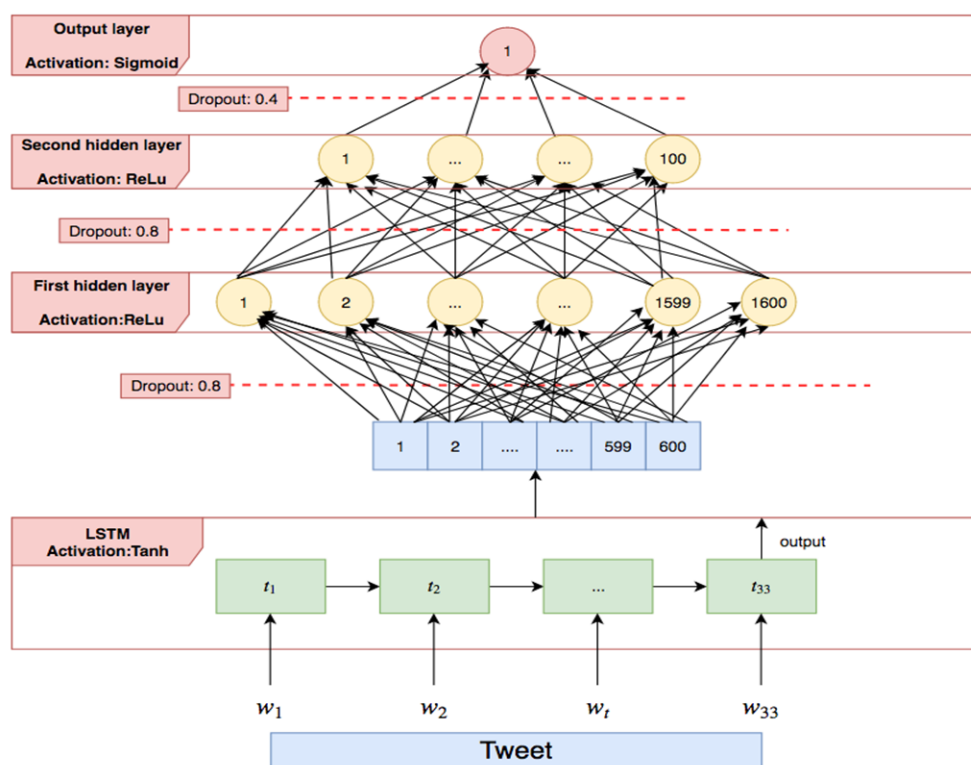 Output layer
Activation: Sigmoid
1
Dropout: 0.4
Second hidden layer
Activation: ReLu
1 ... ... 100
Dropout: 0.8
First hidden layer
Activation:ReLu
1 2 ... ... 1599 1600
Dropout: 0.8
1 2 .... .... 599 600
LSTM
Activation:Tanh
output
t₁ t₂ ... t₃₃
w₁ w₂ wₜ w₃₃
Tweet